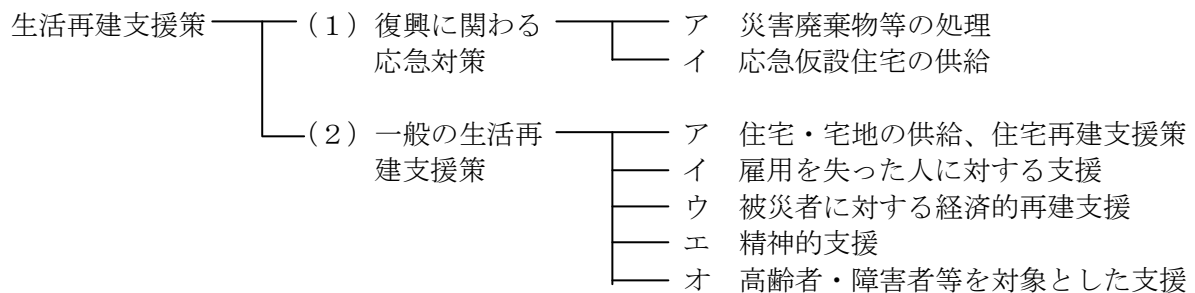 生活再建支援策
（１）復興に関わる
応急対策
ア 災害廃棄物等の処理
イ 応急仮設住宅の供給
（２）一般の生活再
建支援策
ア 住宅・宅地の供給、住宅再建支援策
イ 雇用を失った人に対する支援
ウ 被災者に対する経済的再建支援
エ 精神的支援
オ 高齢者・障害者等を対象とした支援